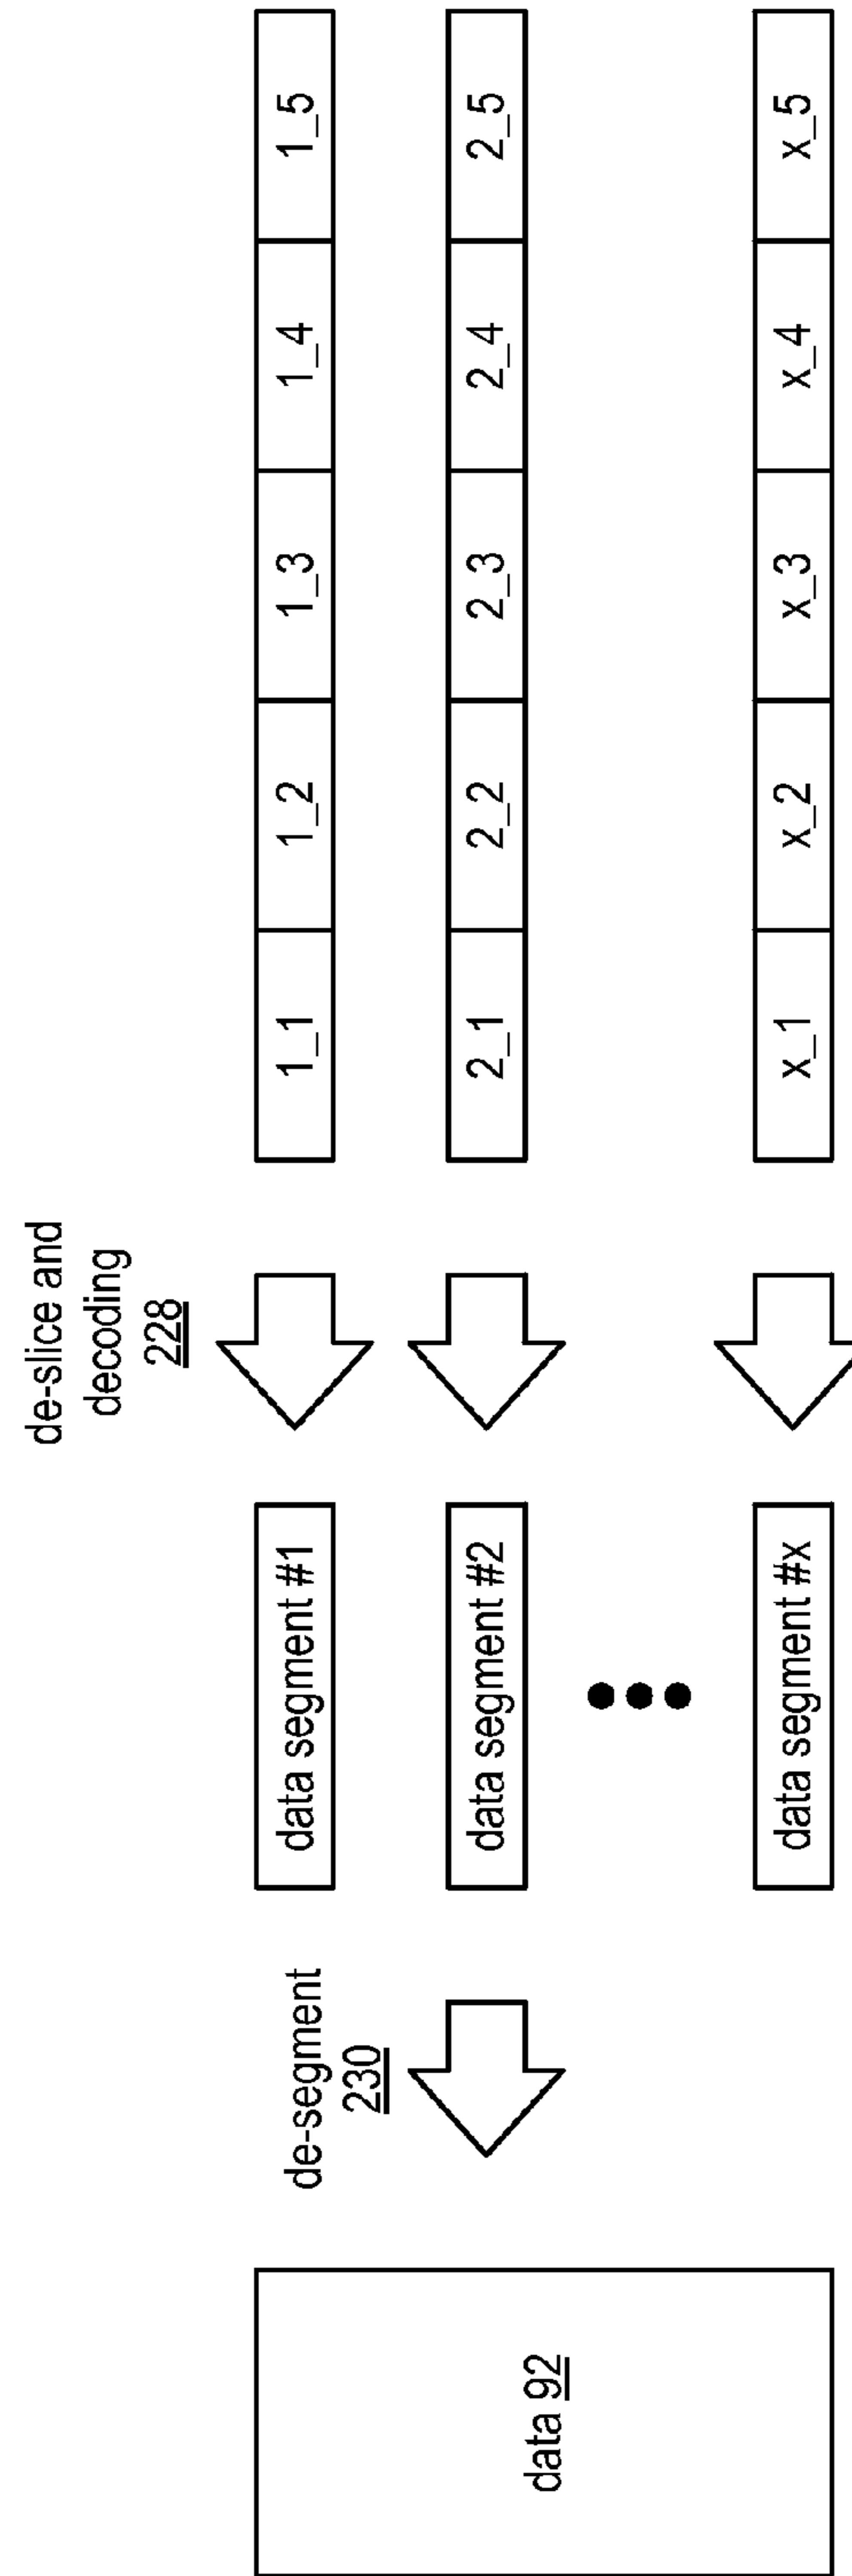 data 92
de-segment
230
data segment #1
data segment #2
data segment #x
de-slice and
decoding
228
1_1
1_2
1_3
1_4
1_5
2_1
2_2
2_3
2_4
2_5
x_1
x_2
x_3
x_4
x_5